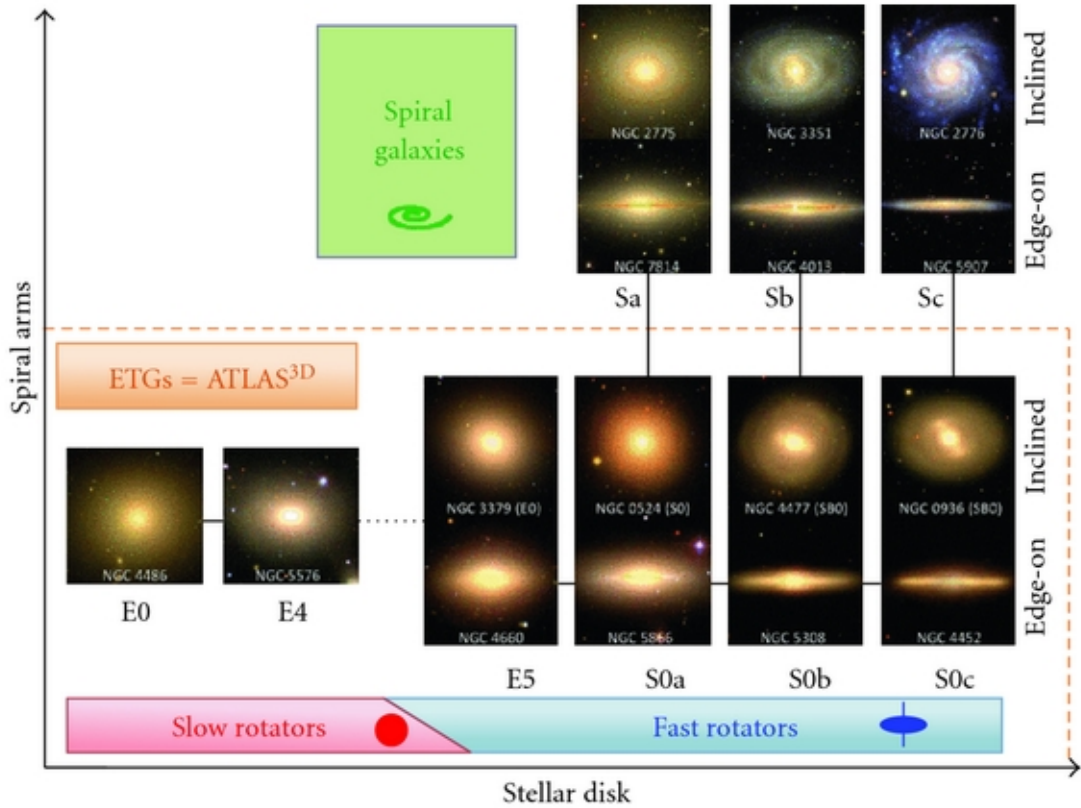 Spiral
galaxies
NGC 2775
NGC 3351
NGC 2776
Inclined
NGC 7814
NGC 4013
NGC 5907
Edge-on
Sa
Sb
Sc
Spiral arms
ETGs = ATLAS3D
NGC 3379 (E0)
NGC 0524 (S0)
NGC 4477 (SB0)
NGC 0936 (SB0)
Inclined
NGC 4486
NGC 5576
E0
E4
NGC 4660
NGC 5866
NGC 5308
NGC 4452
Edge-on
E5
S0a
S0b
S0c
Slow rotators
Fast rotators
Stellar disk